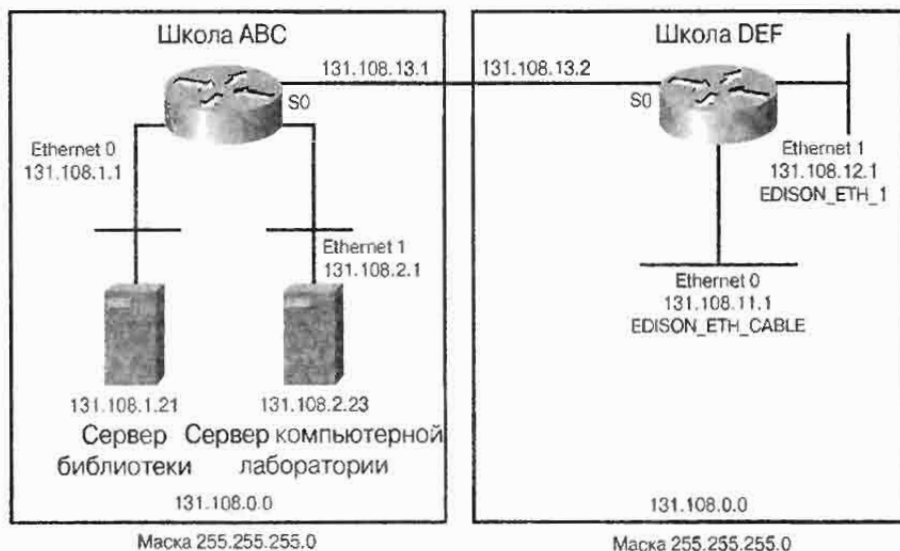 Школа ABC
131.108.13.1
S0
Ethernet 0
131.108.1.1
Ethernet 1
131.108.2.1
131.108.1.21
131.108.2.23
Сервер
библиотеки
Сервер компьютерной
лаборатории
131.108.0.0
Маска 255.255.255.0
Школа DEF
131.108.13.2
S0
Ethernet 1
131.108.12.1
EDISON_ETH_1
Ethernet 0
131.108.11.1
EDISON_ETH_CABLE
131.108.0.0
Маска 255.255.255.0